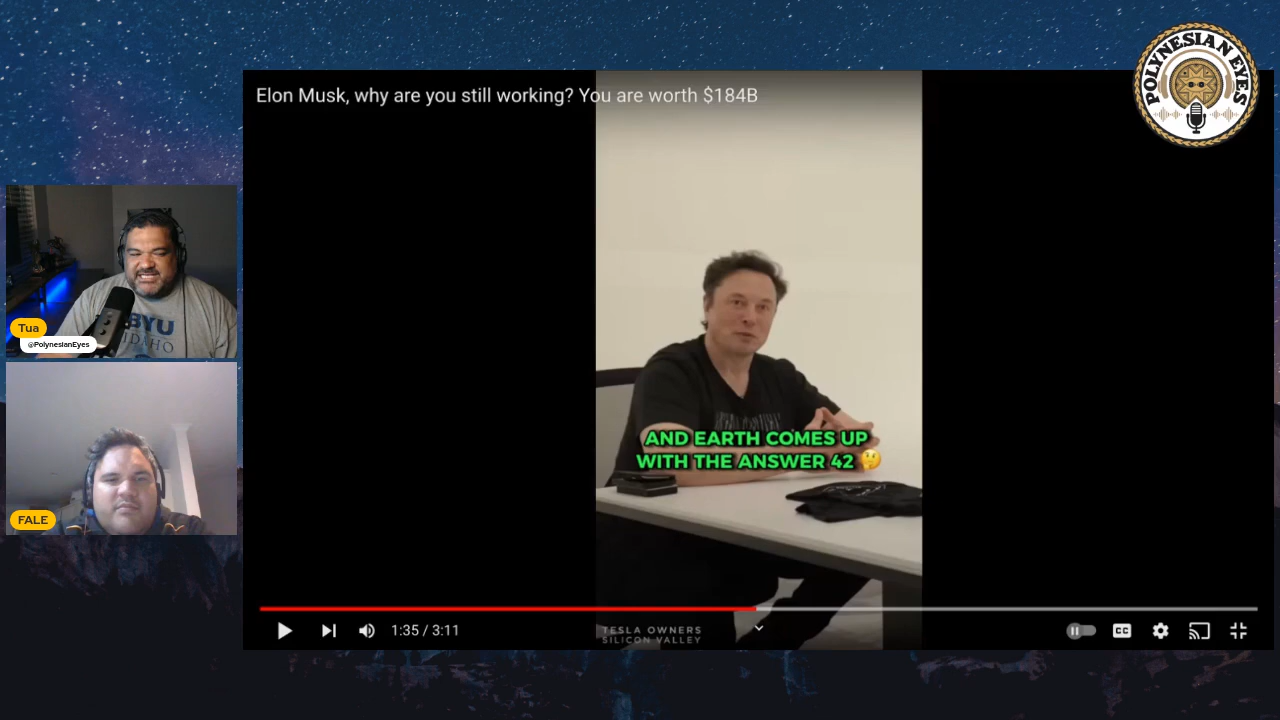 Elon Musk, why are you still working? You are worth $184B
POLYNESIAN EYES
BYU
IDAHO
Tua
@PolynesianEyes
FALE
AND EARTH COMES UP
WITH THE ANSWER 42 🤔
1:35 / 3:11
TESLA OWNERS
SILICON VALLEY
CC